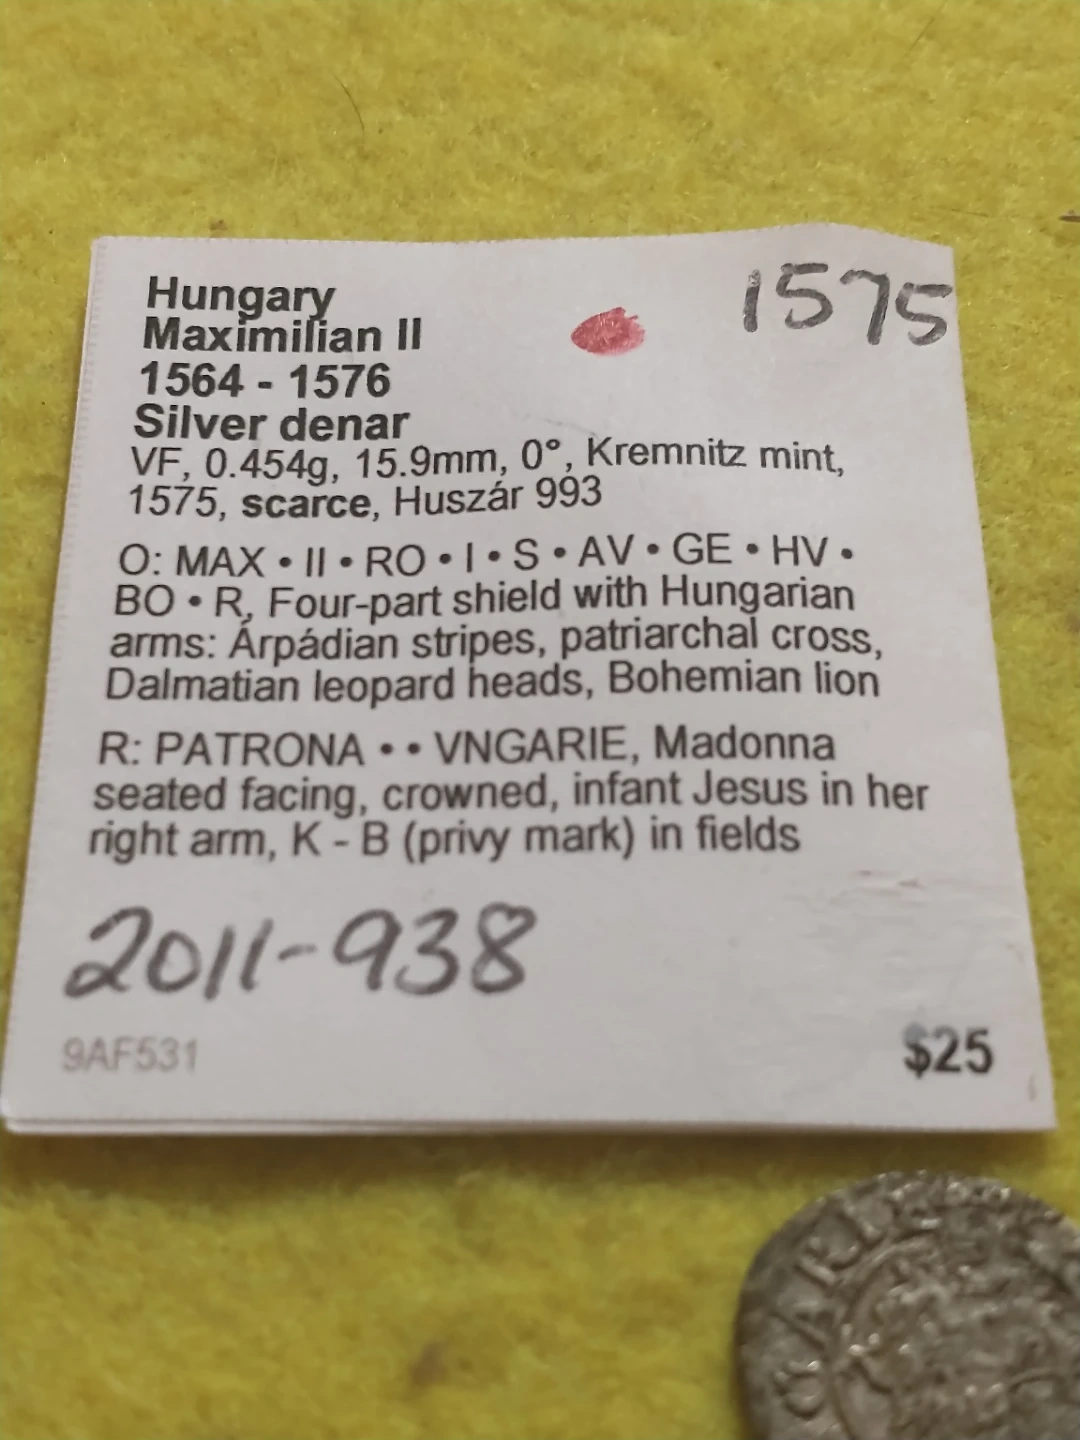 Hungary
1575
Maximilian II
1564 - 1576
Silver denar
VF, 0.454g, 15.9mm, 0°, Kremnitz mint,
1575, scarce, Huszár 993
O: MAX • II • RO • I • S • AV • GE • HV •
BO • R, Four-part shield with Hungarian
arms: Árpádian stripes, patriarchal cross,
Dalmatian leopard heads, Bohemian lion
R: PATRONA • • VNGARIE, Madonna
seated facing, crowned, infant Jesus in her
right arm, K - B (privy mark) in fields
2011-938
9AF531
$25
GARI